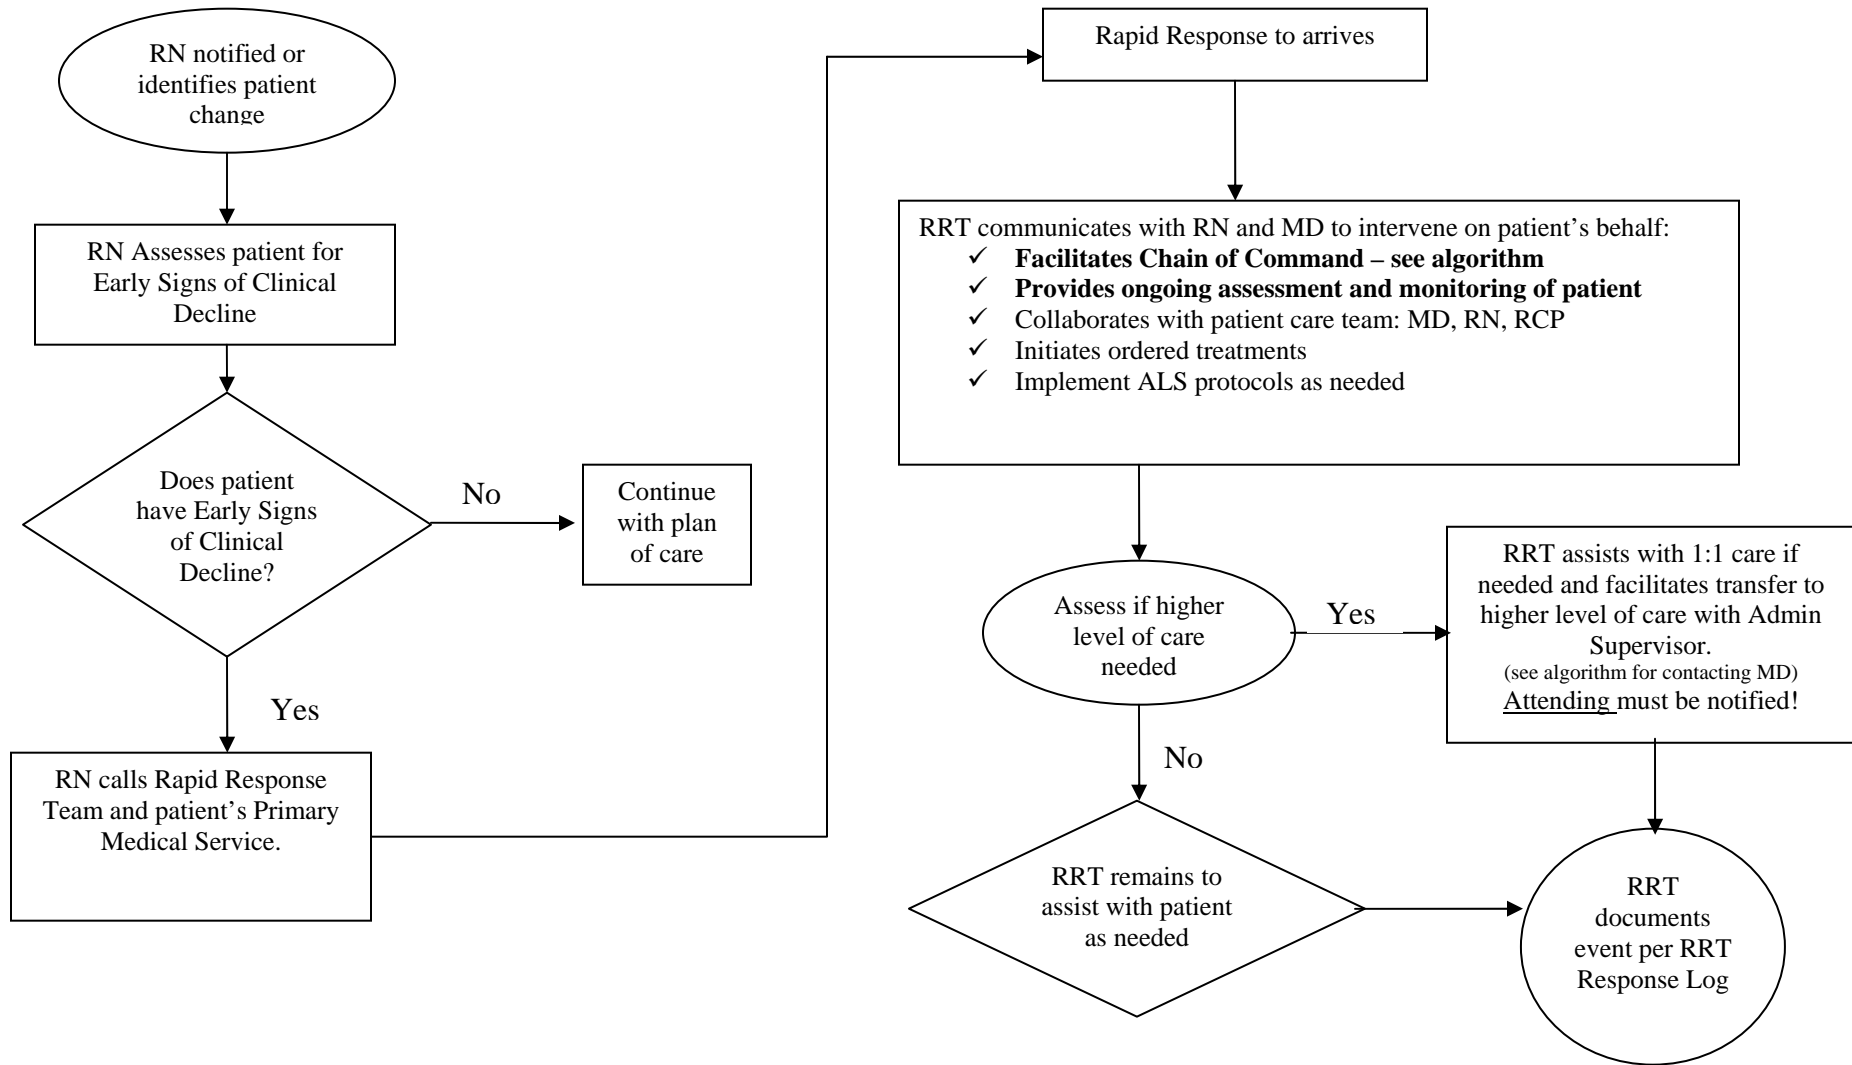 RN notified or
identifies patient
change
RN Assesses patient for
Early Signs of Clinical
Decline
Does patient
have Early Signs
of Clinical
Decline?
No
Continue
with plan
of care
Yes
RN calls Rapid Response
Team and patient’s Primary
Medical Service.
Rapid Response to arrives
RRT communicates with RN and MD to intervene on patient’s behalf:
✓ Facilitates Chain of Command – see algorithm
✓ Provides ongoing assessment and monitoring of patient
✓ Collaborates with patient care team: MD, RN, RCP
✓ Initiates ordered treatments
✓ Implement ALS protocols as needed
Assess if higher
level of care
needed
Yes
RRT assists with 1:1 care if
needed and facilitates transfer to
higher level of care with Admin
Supervisor.
(see algorithm for contacting MD)
Attending must be notified!
No
RRT remains to
assist with patient
as needed
RRT
documents
event per RRT
Response Log